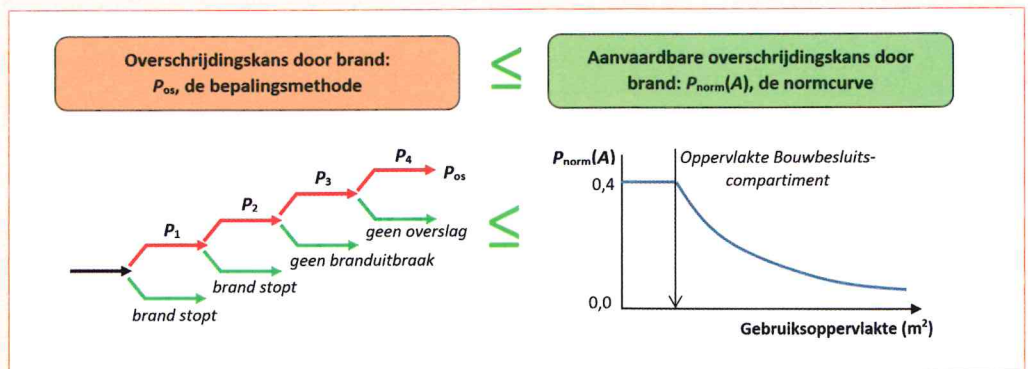 Overschrijdingskans door brand:
Pos, de bepalingsmethode
≤
Aanvaardbare overschrijdingskans door
brand: Pnorm(A), de normcurve
P1
P2
P3
P4
Pos
geen overslag
geen branduitbraak
brand stopt
brand stopt
≤
Pnorm(A)
Oppervlakte Bouwbesluits-
compartiment
0,4
0,0
Gebruiksoppervlakte (m²)